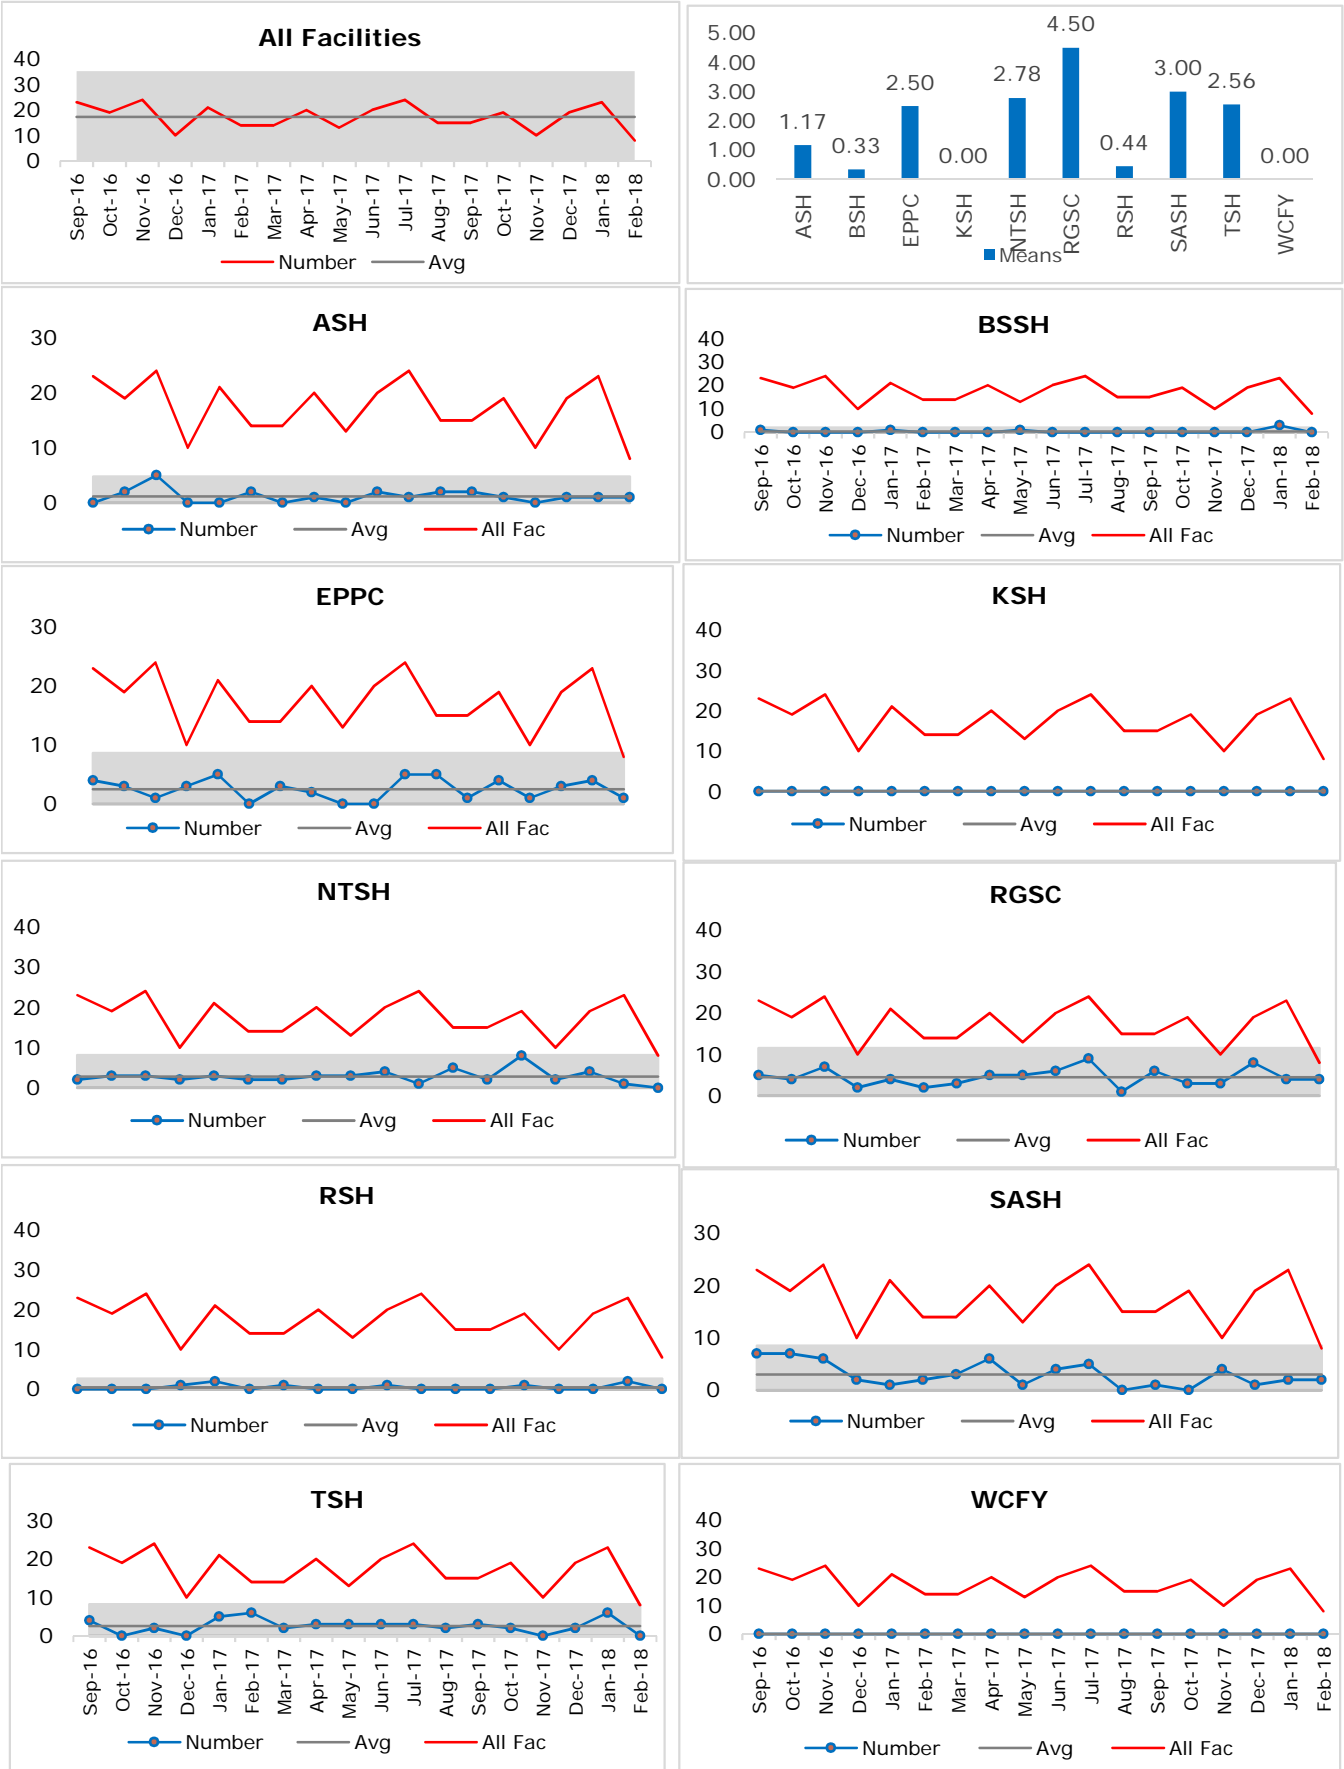 All Facilities
40
30
20
10
0
Sep-16 Oct-16 Nov-16 Dec-16 Jan-17 Feb-17 Mar-17 Apr-17 May-17 Jun-17 Jul-17 Aug-17 Sep-17 Oct-17 Nov-17 Dec-17 Jan-18 Feb-18
Number Avg
5.00
4.00
3.00
2.00
1.00
0.00
1.17 0.33 2.50 0.00 2.78 4.50 0.44 3.00 2.56 0.00
ASH BSH EPPC KSH NTSH RGSC RSH SASH TSH WCFY
Means
ASH
30
20
10
0
Number Avg All Fac
BSSH
40
30
20
10
0
Sep-16 Oct-16 Nov-16 Dec-16 Jan-17 Feb-17 Mar-17 Apr-17 May-17 Jun-17 Jul-17 Aug-17 Sep-17 Oct-17 Nov-17 Dec-17 Jan-18 Feb-18
Number Avg All Fac
EPPC
30
20
10
0
Number Avg All Fac
KSH
40
30
20
10
0
Number Avg All Fac
NTSH
40
30
20
10
0
Number Avg All Fac
RGSC
40
30
20
10
0
Number Avg All Fac
RSH
40
30
20
10
0
Number Avg All Fac
SASH
30
20
10
0
Number Avg All Fac
TSH
30
20
10
0
Sep-16 Oct-16 Nov-16 Dec-16 Jan-17 Feb-17 Mar-17 Apr-17 May-17 Jun-17 Jul-17 Aug-17 Sep-17 Oct-17 Nov-17 Dec-17 Jan-18 Feb-18
Number Avg All Fac
WCFY
40
30
20
10
0
Sep-16 Oct-16 Nov-16 Dec-16 Jan-17 Feb-17 Mar-17 Apr-17 May-17 Jun-17 Jul-17 Aug-17 Sep-17 Oct-17 Nov-17 Dec-17 Jan-18 Feb-18
Number Avg All Fac